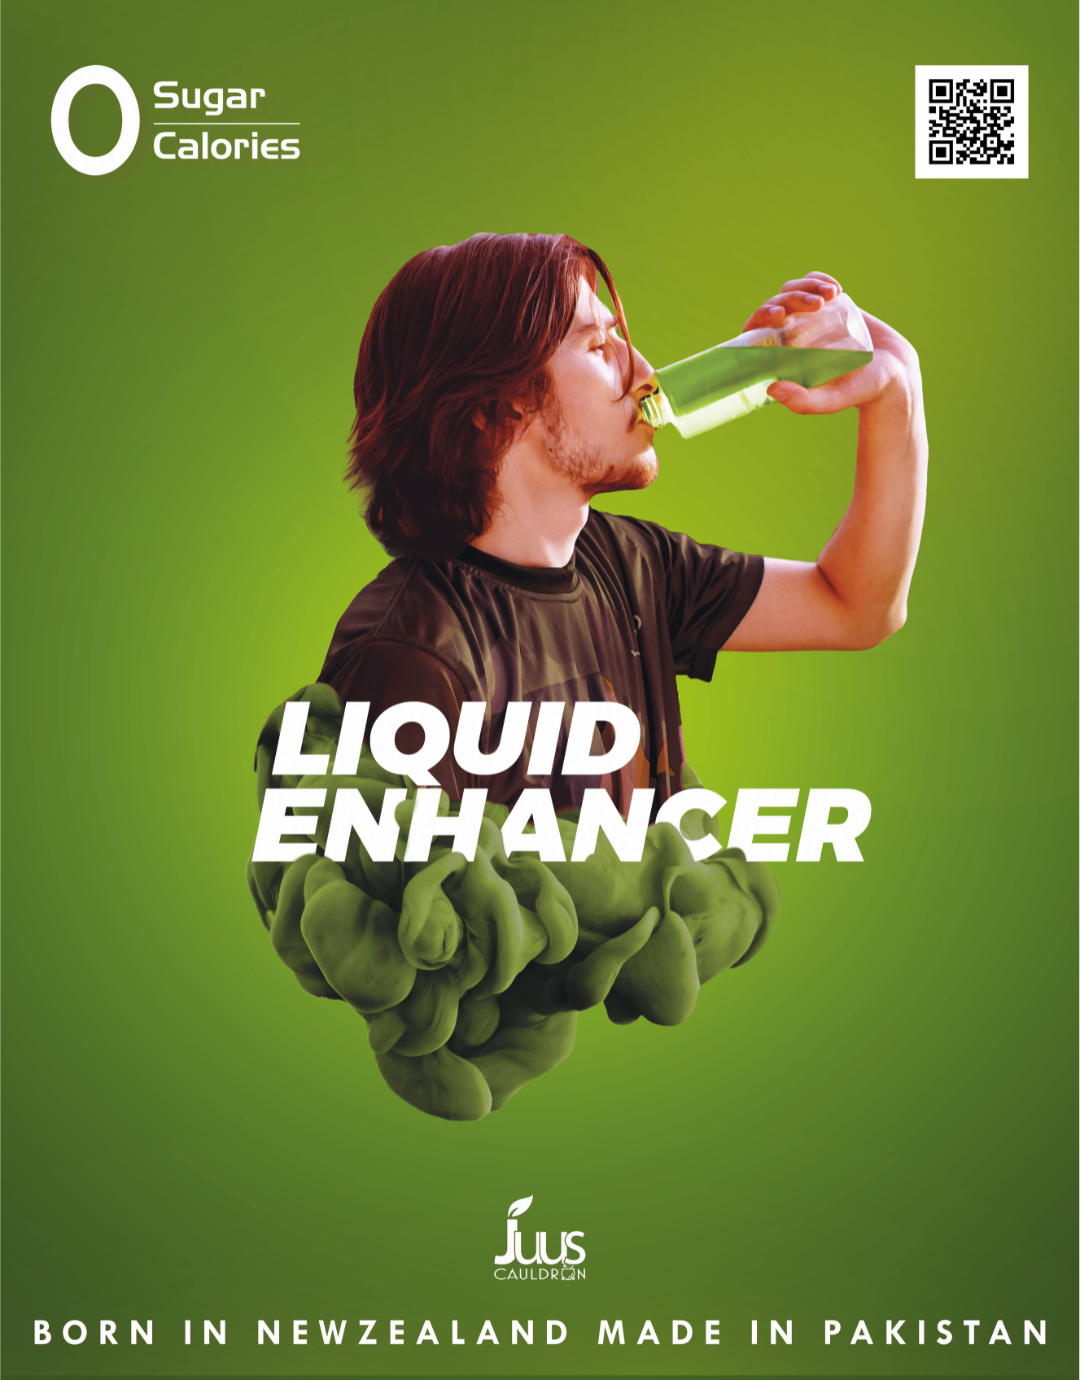 0 Sugar
Calories
LIQUID
ENHANCER
Juus
CAULDRON
BORN IN NEWZEALAND MADE IN PAKISTAN